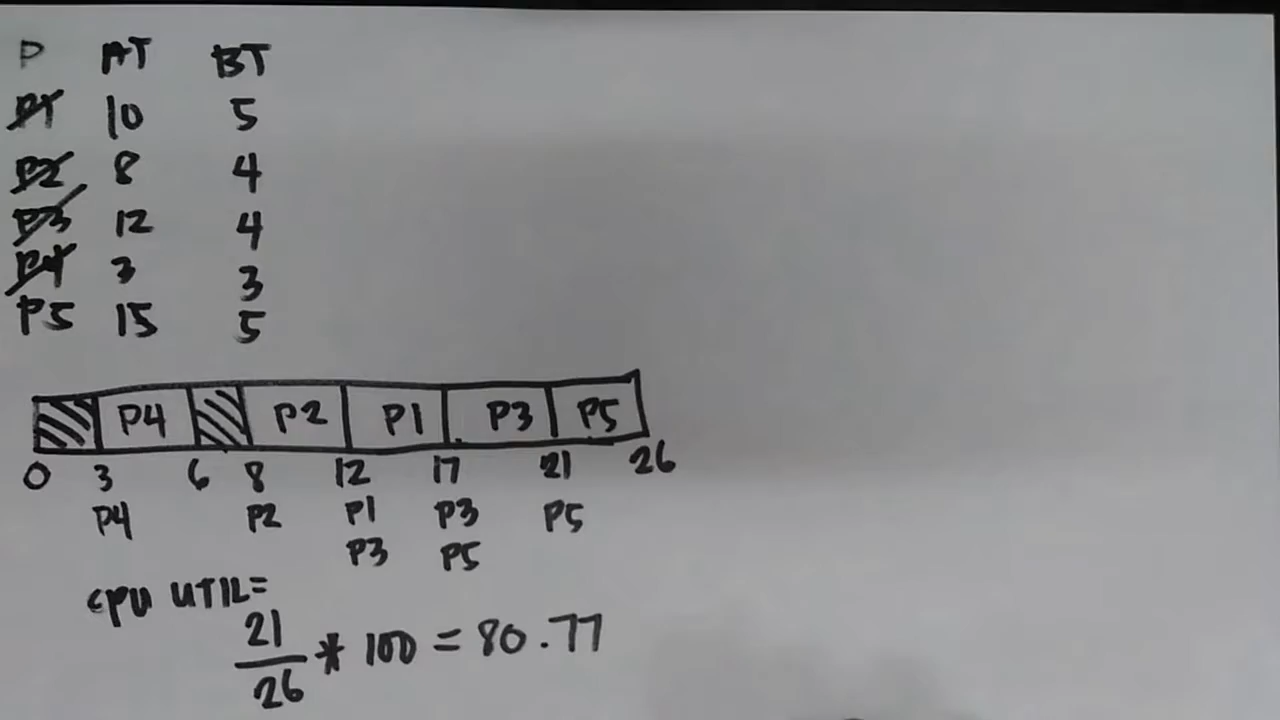 P AT BT
P1 10 5
P2 8 4
P3 12 4
P4 3 3
P5 15 5
P4 P2 P1 P3 P5
0 3 6 8 12 17 21 26
P4 P2 P1 P3 P5
P3 P5
CPU UTIL=
21
26 * 100 = 80.77